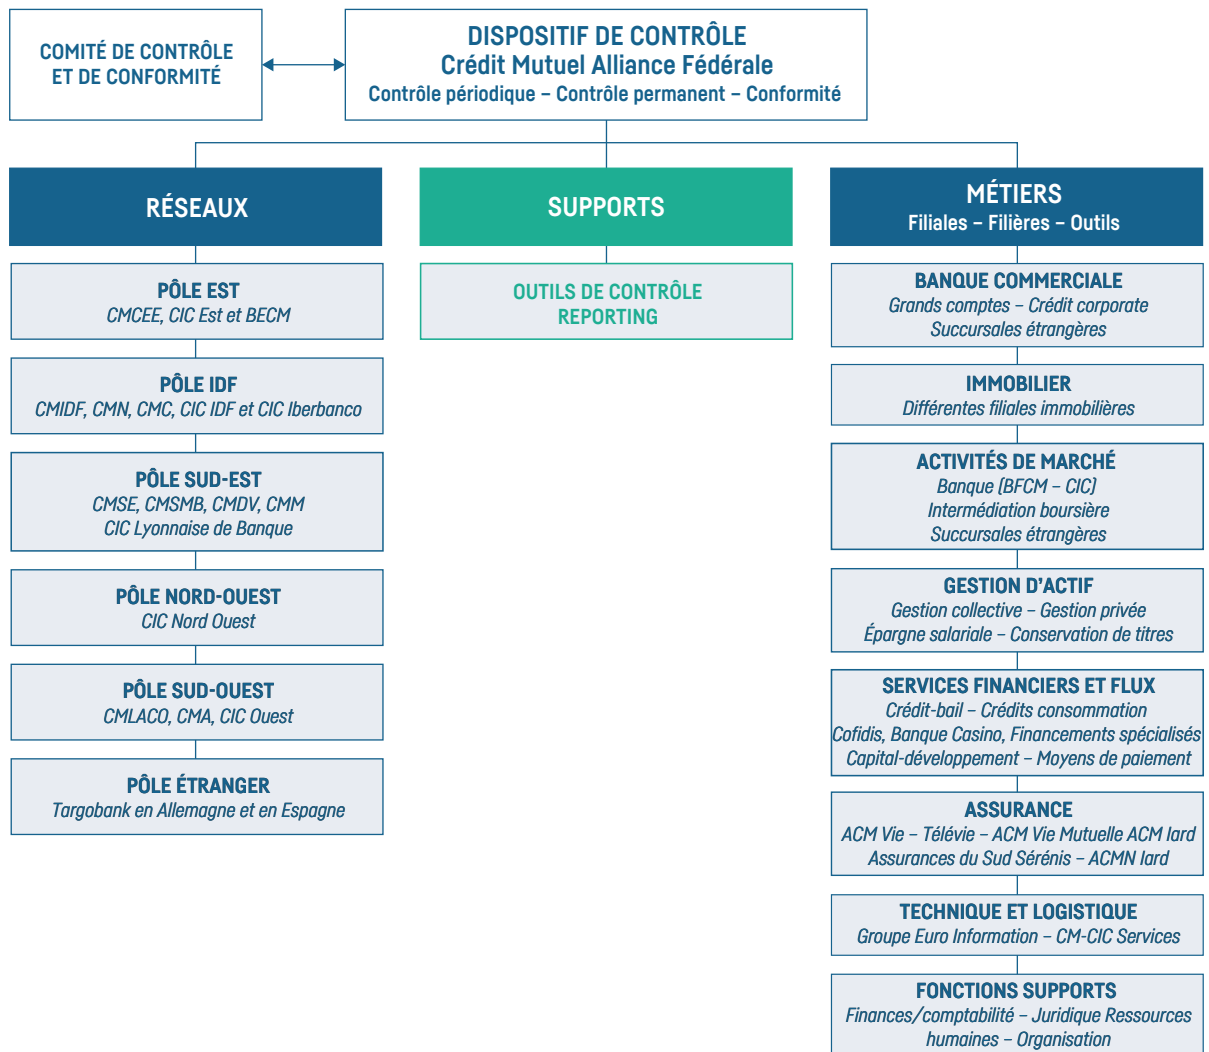 COMITÉ DE CONTRÔLE
ET DE CONFORMITÉ
DISPOSITIF DE CONTRÔLE
Crédit Mutuel Alliance Fédérale
Contrôle périodique – Contrôle permanent – Conformité
RÉSEAUX
PÔLE EST
CMCEE, CIC Est et BECM
PÔLE IDF
CMIDF, CMN, CMC, CIC IDF et CIC Iberbanco
PÔLE SUD-EST
CMSE, CMSMB, CMDV, CMM
CIC Lyonnaise de Banque
PÔLE NORD-OUEST
CIC Nord Ouest
PÔLE SUD-OUEST
CMLACO, CMA, CIC Ouest
PÔLE ÉTRANGER
Targobank en Allemagne et en Espagne
SUPPORTS
OUTILS DE CONTRÔLE
REPORTING
MÉTIERS
Filiales – Filières – Outils
BANQUE COMMERCIALE
Grands comptes – Crédit corporate
Succursales étrangères
IMMOBILIER
Différentes filiales immobilières
ACTIVITÉS DE MARCHÉ
Banque (BFCM – CIC)
Intermédiation boursière
Succursales étrangères
GESTION D'ACTIF
Gestion collective – Gestion privée
Épargne salariale – Conservation de titres
SERVICES FINANCIERS ET FLUX
Crédit-bail – Crédits consommation
Cofidis, Banque Casino, Financements spécialisés
Capital-développement – Moyens de paiement
ASSURANCE
ACM Vie – Télévie – ACM Vie Mutuelle ACM Iard
Assurances du Sud Sérénis – ACMN Iard
TECHNIQUE ET LOGISTIQUE
Groupe Euro Information – CM-CIC Services
FONCTIONS SUPPORTS
Finances/comptabilité – Juridique Ressources
humaines – Organisation